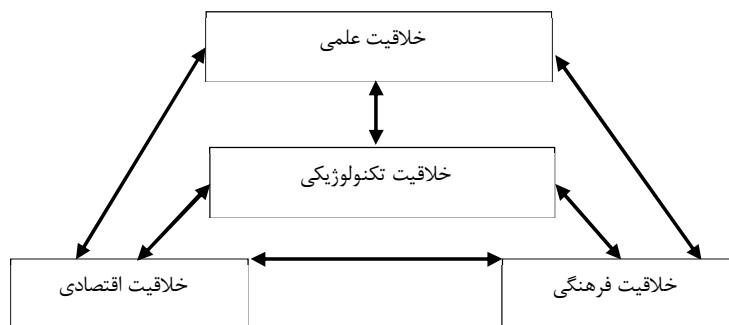 خلاقیت علمی
خلاقیت تکنولوژیکی
خلاقیت فرهنگی
خلاقیت اقتصادی